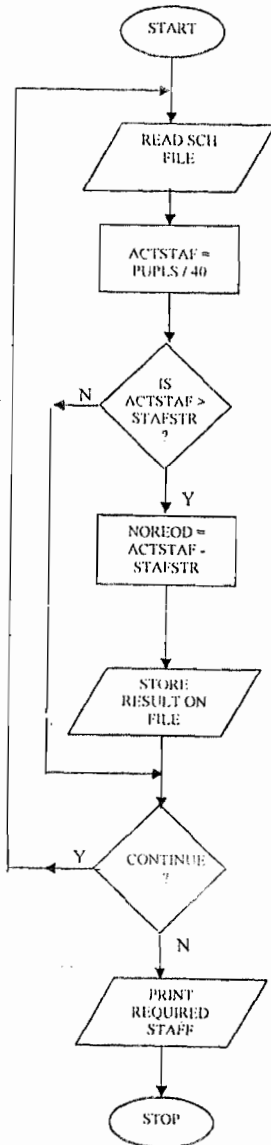 START
READ SCH
FILE
ACTSTAF =
PUPLS / 40
IS
ACTSTAF >
STAFSTR
?
N
Y
NOREQD =
ACTSTAF -
STAFSTR
STORE
RESULT ON
FILE
CONTINUE
?
Y
N
PRINT
REQUIRED
STAFF
STOP